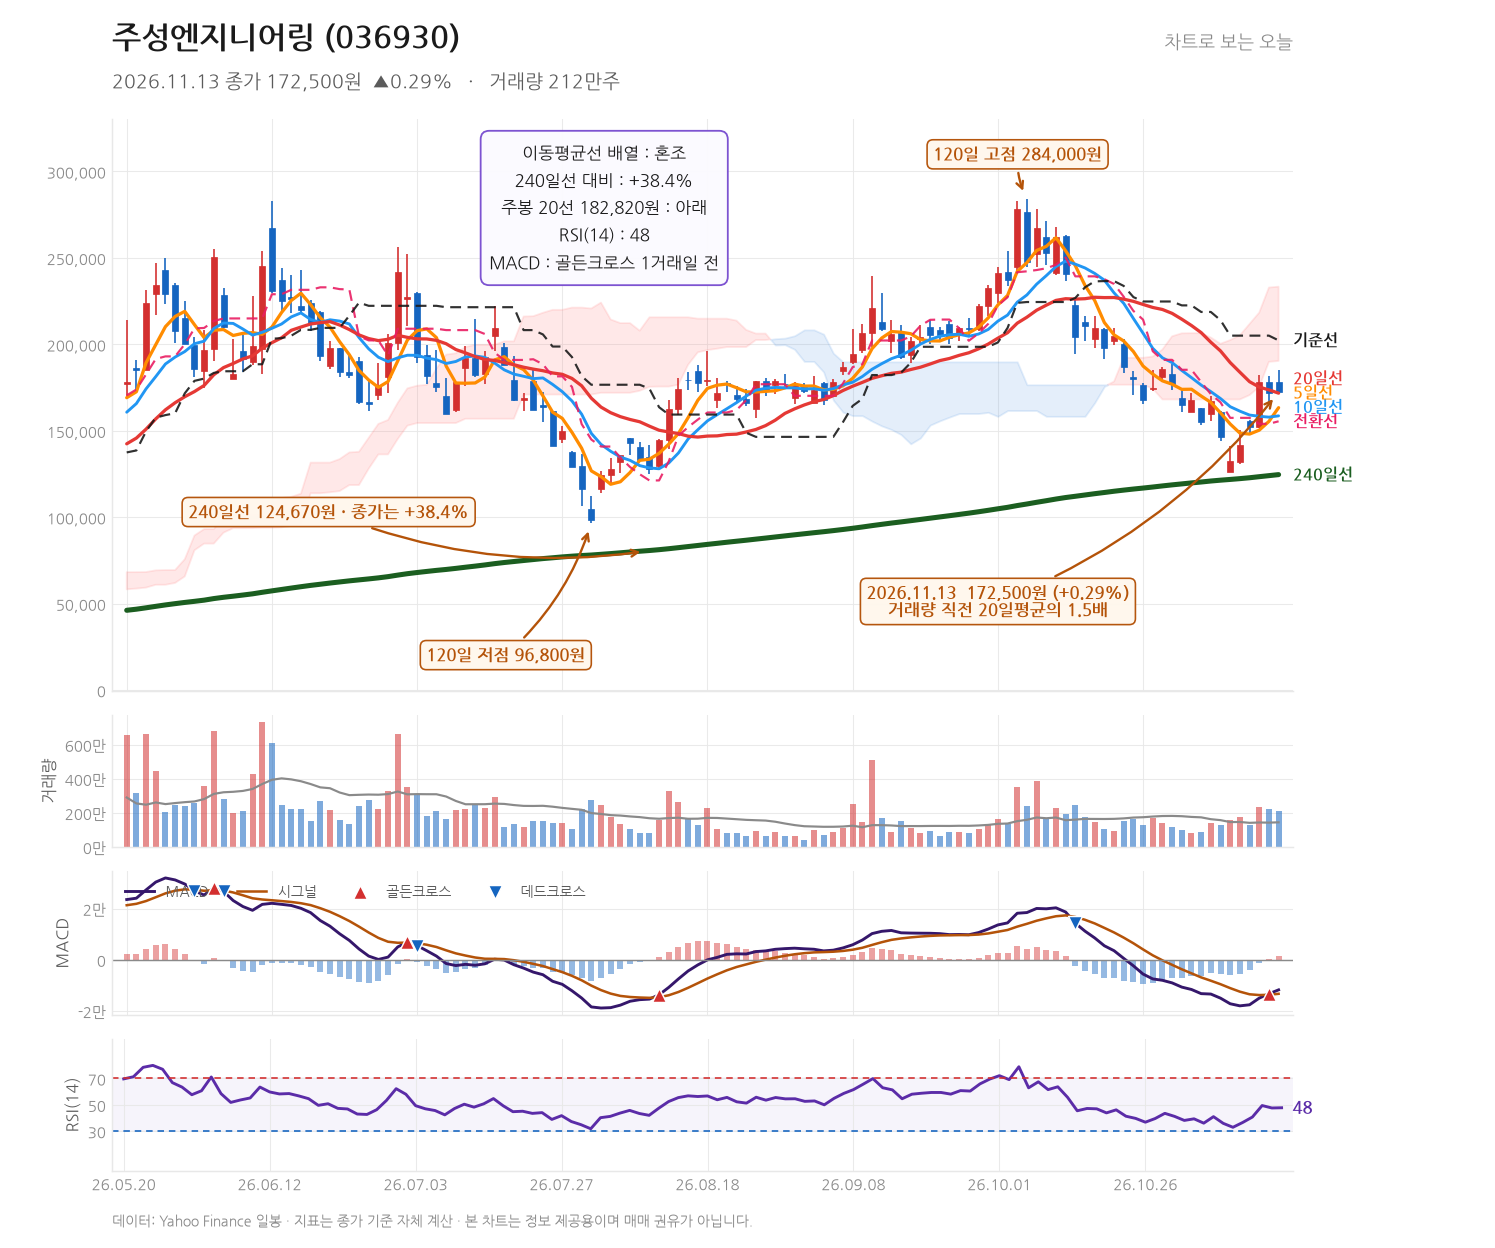 주성엔지니어링 (036930)
차트로 보는 오늘
2026.11.13 종가 172,500원 ▲0.29% · 거래량 212만주
이동평균선 배열 : 혼조
240일선 대비 : +38.4%
주봉 20선 182,820원 : 아래
RSI(14) : 48
MACD : 골든크로스 1거래일 전
120일 고점 284,000원
300,000
250,000
200,000
150,000
100,000
50,000
0
기준선
20일선
5일선
10일선
전환선
240일선
240일선 124,670원 · 종가는 +38.4%
2026.11.13 172,500원 (+0.29%)
거래량 직전 20일평균의 1.5배
120일 저점 96,800원
거래량
600만
400만
200만
0만
MACD
MACD
시그널
골든크로스
데드크로스
2만
0
-2만
RSI(14)
70
50
30
48
26.05.20
26.06.12
26.07.03
26.07.27
26.08.18
26.09.08
26.10.01
26.10.26
데이터: Yahoo Finance 일봉 · 지표는 종가 기준 자체 계산 · 본 차트는 정보 제공용이며 매매 권유가 아닙니다.